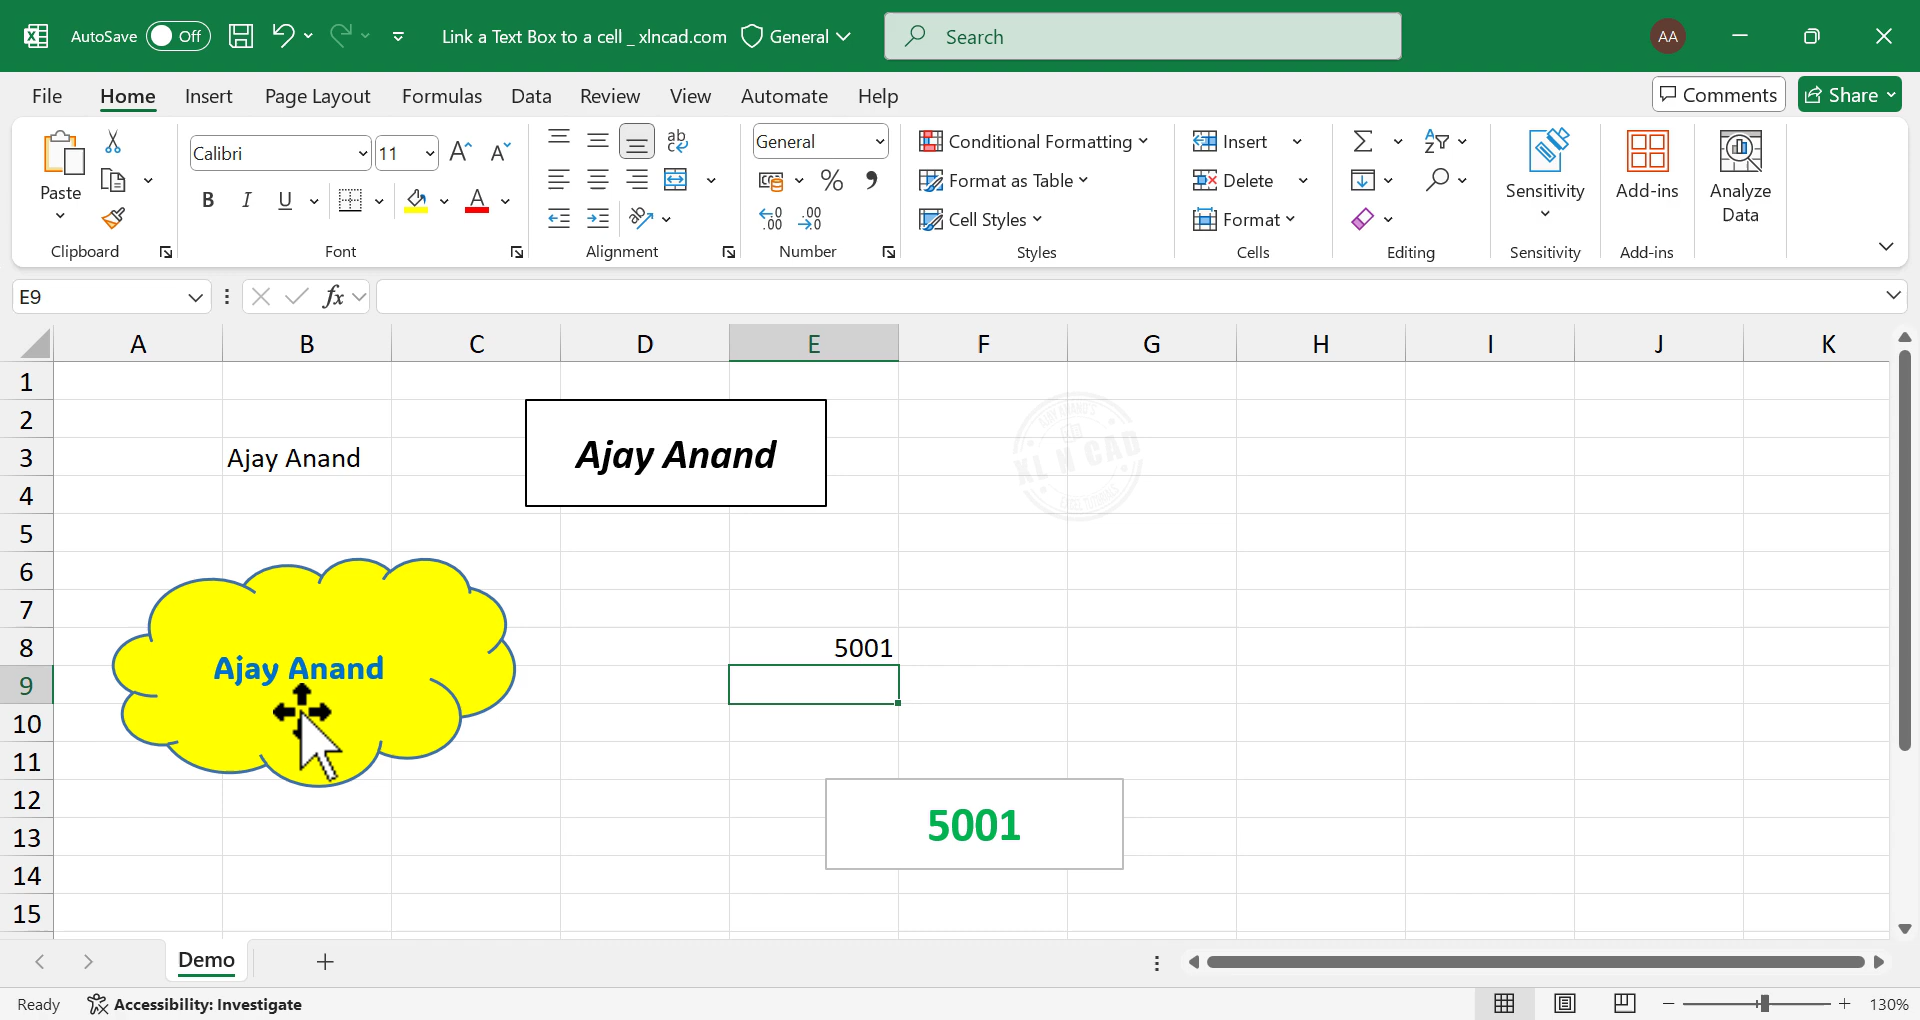 AutoSave Off Link a Text Box to a cell _ xlncad.com General Search AA
File Home Insert Page Layout Formulas Data Review View Automate Help Comments Share
Paste
Clipboard
Calibri 11
B I U A
Font
ab
Alignment
General
% 
Number
Conditional Formatting
Format as Table
Cell Styles
Styles
Insert
Delete
Format
Cells
Editing
Sensitivity
Sensitivity
Add-ins
Add-ins
Analyze
Data
E9 fx
A B C D E F G H I J K
1
2
3 Ajay Anand Ajay Anand
XL N CAD
4
5
6
7
8 5001
Ajay Anand
9
10
11
12
5001
13
14
15
Demo
Ready Accessibility: Investigate 130%